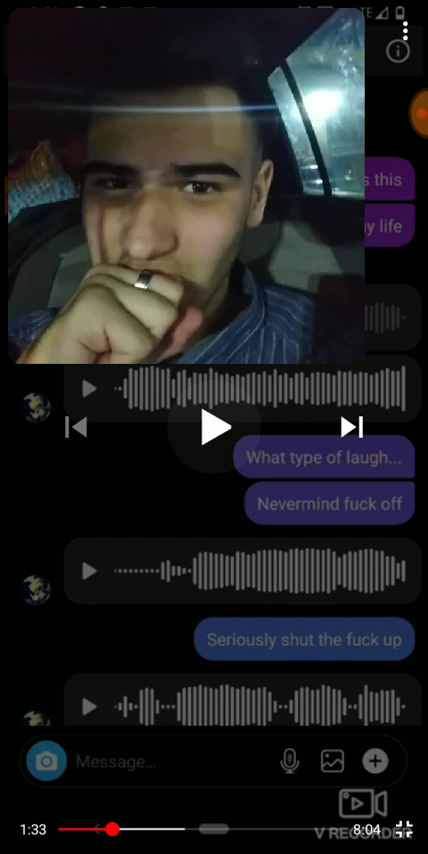 TE
s this
y life
What type of laugh...
Nevermind fuck off
Seriously shut the fuck up
Message...
1:33
8:04
V RECORDER